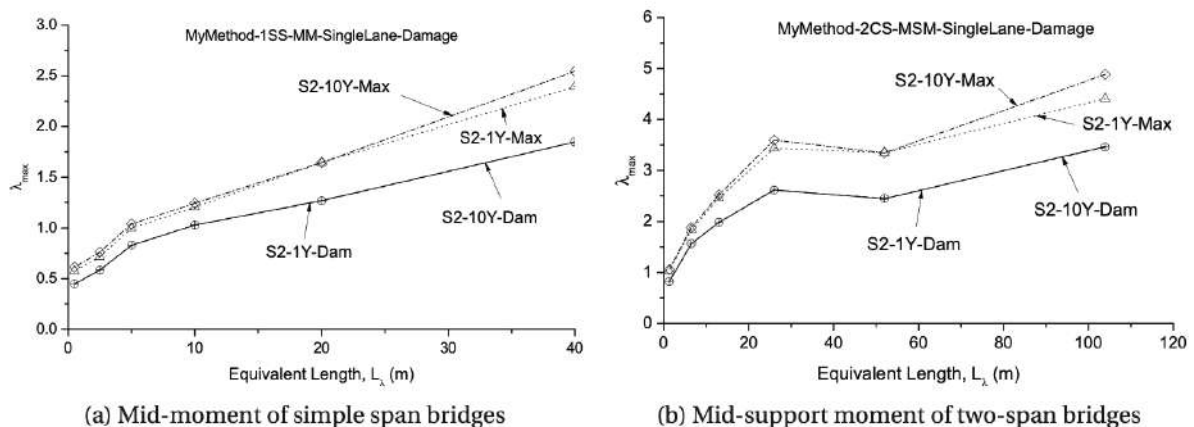 MyMethod-1SS-MM-SingleLane-Damage
3.0
2.5
2.0
1.5
1.0
0.5
0.0
λmax
S2-10Y-Max
S2-1Y-Max
S2-10Y-Dam
S2-1Y-Dam
0 10 20 30 40
Equivalent Length, Lλ (m)
(a) Mid-moment of simple span bridges
MyMethod-2CS-MSM-SingleLane-Damage
6
5
4
3
2
1
0
λmax
S2-10Y-Max
S2-1Y-Max
S2-10Y-Dam
S2-1Y-Dam
0 20 40 60 80 100 120
Equivalent Length, Lλ (m)
(b) Mid-support moment of two-span bridges